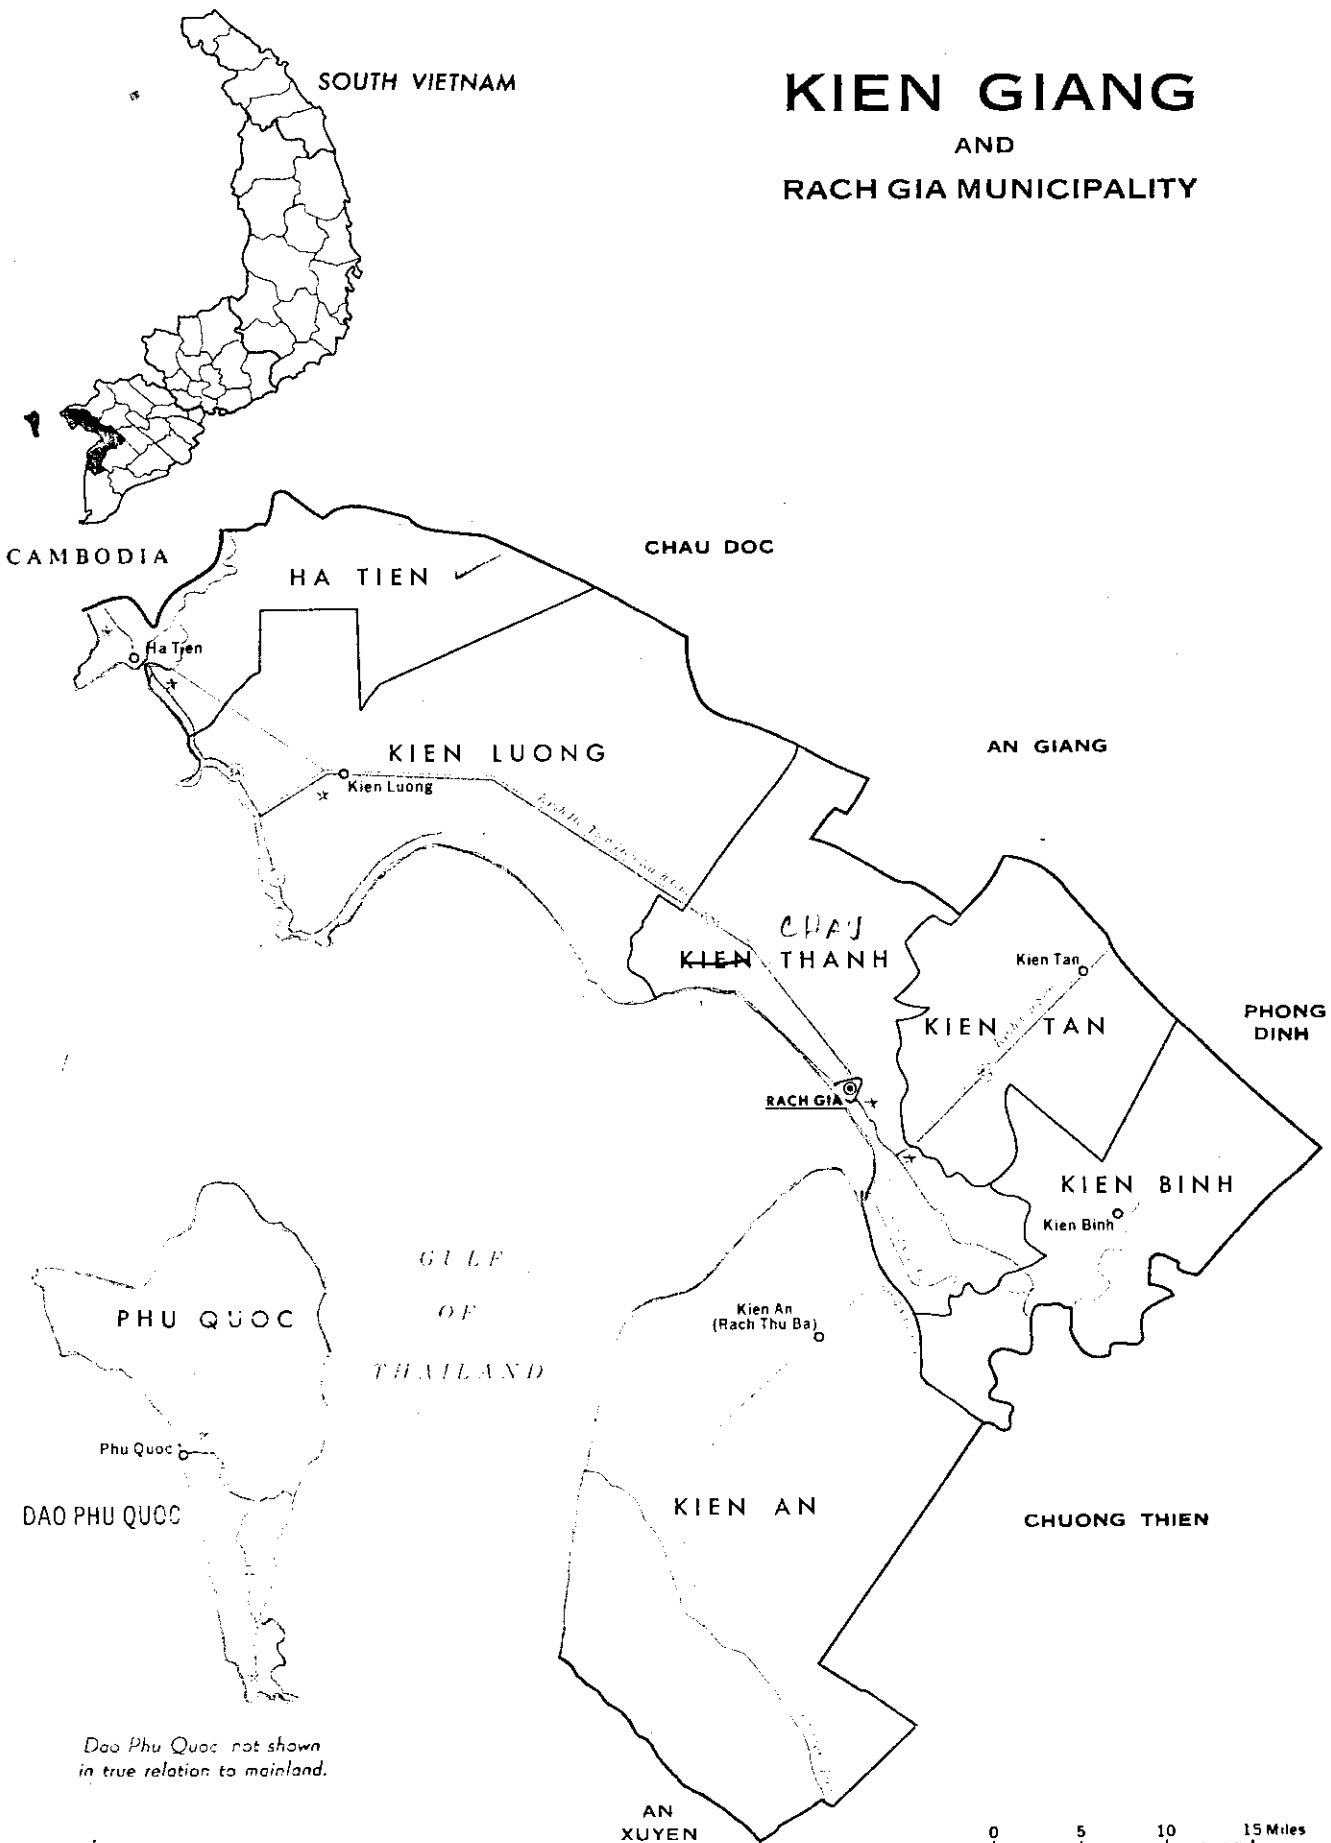 SOUTH VIETNAM
KIEN GIANG
AND
RACH GIA MUNICIPALITY
CAMBODIA
CHAU DOC
HA TIEN
Ha Tien
KIEN LUONG
Kien Luong
AN GIANG
CHAU
KIEN THANH
Kien Tan
KIEN TAN
PHONG
DINH
RACH GIA
KIEN BINH
Kien Binh
GULF
OF
THAILAND
PHU QUOC
Kien An
(Rach Thu Ba)
Phu Quoc
DAO PHU QUOC
KIEN AN
CHUONG THIEN
Dao Phu Quoc not shown
in true relation to mainland.
AN
XUYEN
0 5 10 15 Miles